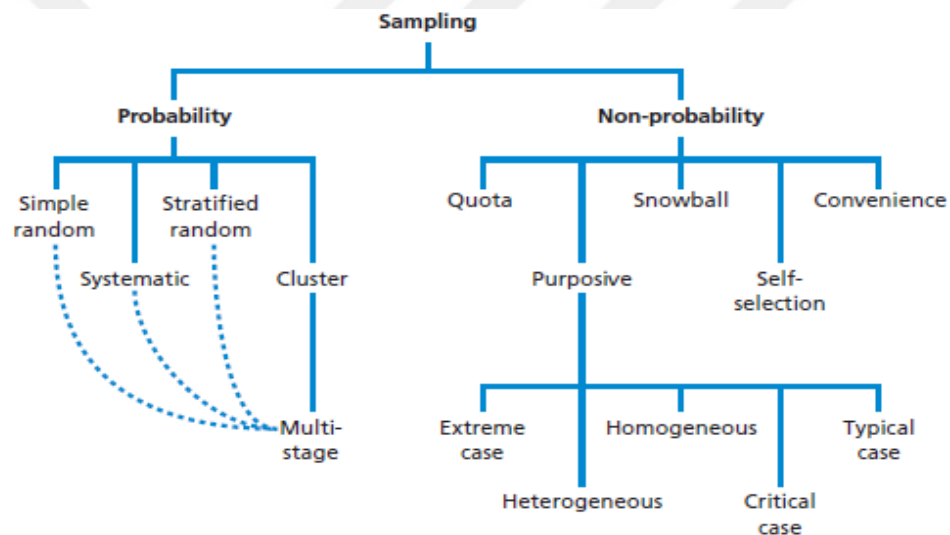 Sampling
Probability
Non-probability
Simple
random
Stratified
random
Quota
Snowball
Convenience
Systematic
Cluster
Purposive
Self-
selection
Multi-
stage
Extreme
case
Homogeneous
Typical
case
Heterogeneous
Critical
case